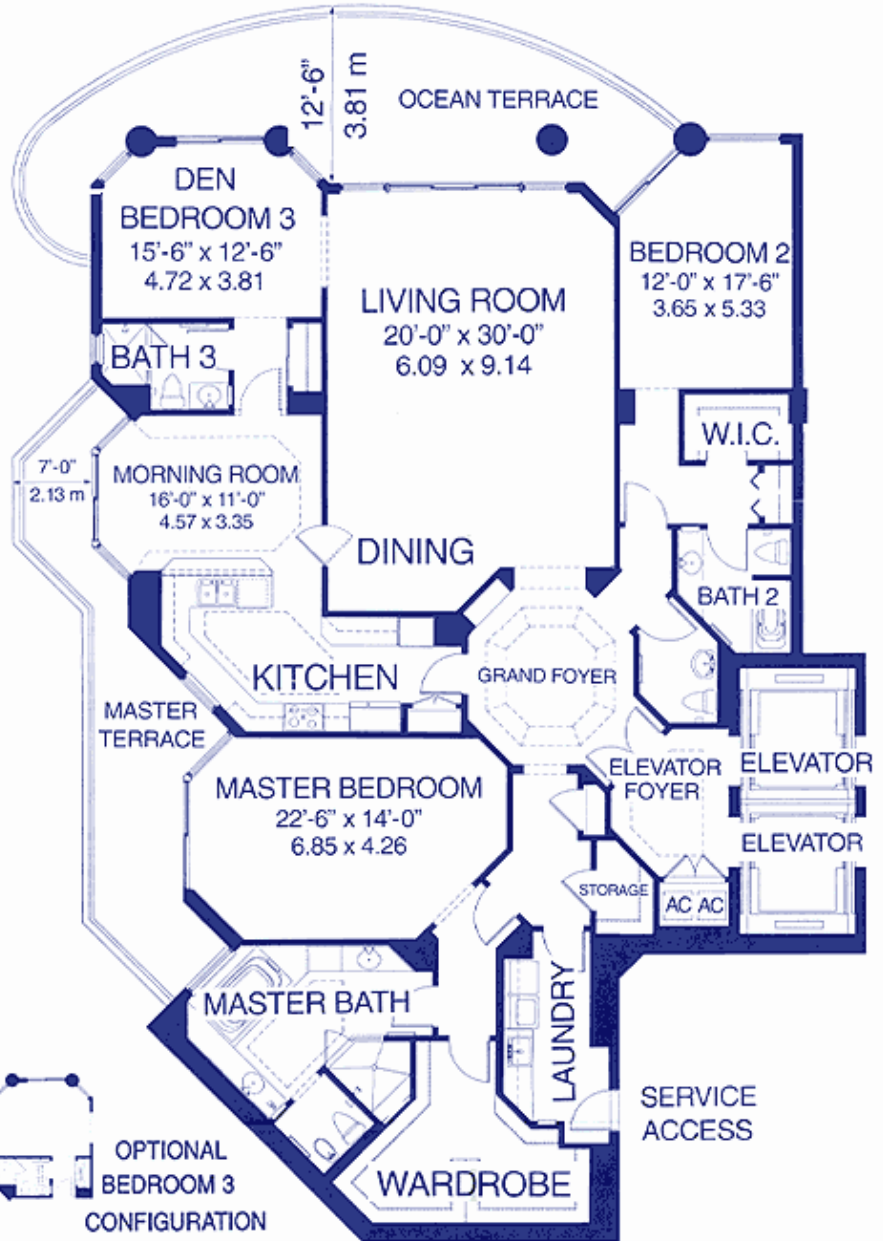 12'-6"
3.81 m
OCEAN TERRACE
DEN
BEDROOM 3
15'-6" x 12'-6"
4.72 x 3.81
BEDROOM 2
12'-0" x 17'-6"
3.65 x 5.33
LIVING ROOM
20'-0" x 30'-0"
6.09 x 9.14
BATH 3
W.I.C.
7'-0"
2.13 m
MORNING ROOM
16'-0" x 11'-0"
4.57 x 3.35
DINING
BATH 2
KITCHEN
GRAND FOYER
MASTER
TERRACE
ELEVATOR
FOYER
ELEVATOR
MASTER BEDROOM
22'-6" x 14'-0"
6.85 x 4.26
ELEVATOR
STORAGE
AC AC
MASTER BATH
LAUNDRY
SERVICE
ACCESS
WARDROBE
OPTIONAL
BEDROOM 3
CONFIGURATION